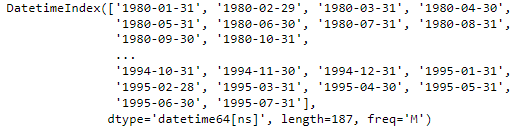 DatetimeIndex(['1980-01-31', '1980-02-29', '1980-03-31', '1980-04-30',
'1980-05-31', '1980-06-30', '1980-07-31', '1980-08-31',
'1980-09-30', '1980-10-31',
...
'1994-10-31', '1994-11-30', '1994-12-31', '1995-01-31',
'1995-02-28', '1995-03-31', '1995-04-30', '1995-05-31',
'1995-06-30', '1995-07-31'],
dtype='datetime64[ns]', length=187, freq='M')